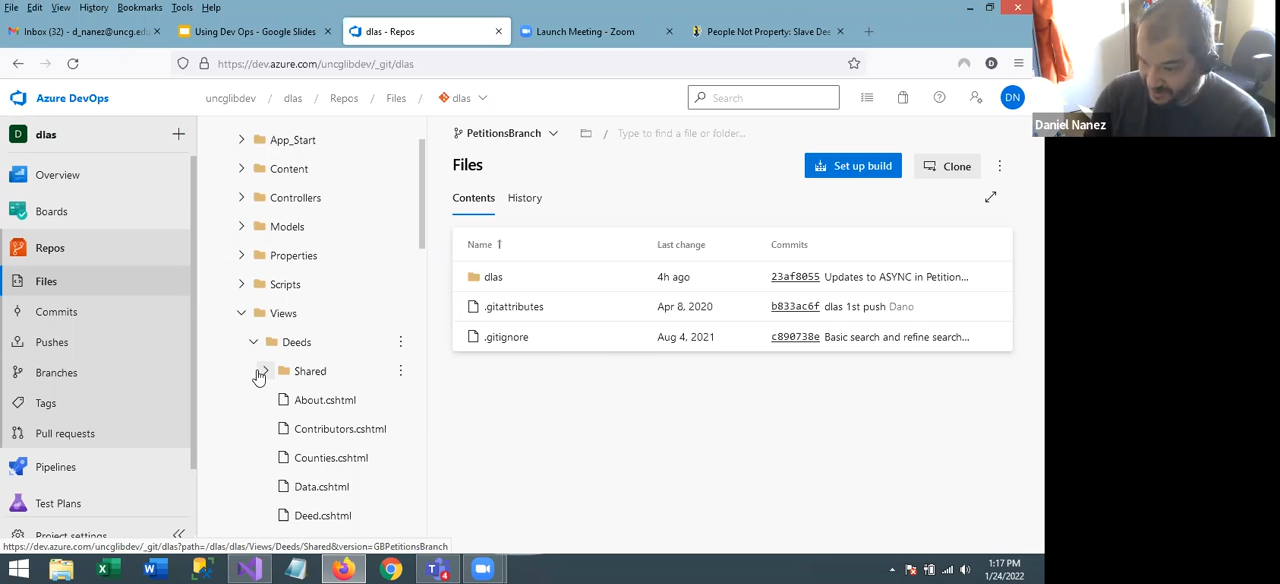 File Edit View History Bookmarks Tools Help
Inbox (32) - d_nanez@uncg.edu
Using Dev Ops - Google Slides
dlas - Repos
Launch Meeting - Zoom
People Not Property: Slave Dee
https://dev.azure.com/uncglibdev/_git/dlas
Azure DevOps
uncglibdev / dlas / Repos / Files / dlas
Search
DN
Daniel Nanez
D dlas
Overview
Boards
Repos
Files
Commits
Pushes
Branches
Tags
Pull requests
Pipelines
Test Plans
Project settings
App_Start
Content
Controllers
Models
Properties
Scripts
Views
Deeds
Shared
About.cshtml
Contributors.cshtml
Counties.cshtml
Data.cshtml
Deed.cshtml
PetitionsBranch / Type to find a file or folder...
Files
Set up build
Clone
Contents History
Name Last change Commits
dlas 4h ago 23af8055 Updates to ASYNC in Petition...
.gitattributes Apr 8, 2020 b833ac6f dlas 1st push Dano
.gitignore Aug 4, 2021 c890738e Basic search and refine search...
https://dev.azure.com/uncglibdev/_git/dlas?path=/dlas/dlas/Views/Deeds/Shared&version=GBPetitionsBranch
1:17 PM
1/24/2022